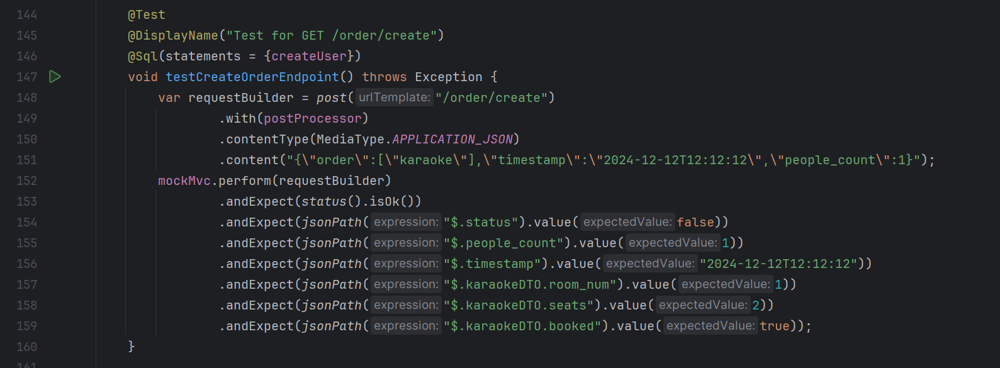 144 @Test
145 @DisplayName("Test for GET /order/create")
146 @Sql(statements = {createUser})
147 void testCreateOrderEndpoint() throws Exception {
148 var requestBuilder = post( urlTemplate: "/order/create")
149 .with(postProcessor)
150 .contentType(MediaType.APPLICATION_JSON)
151 .content("{\"order\":[\"karaoke\"],\"timestamp\":\"2024-12-12T12:12:12\",\"people_count\":1}");
152 mockMvc.perform(requestBuilder)
153 .andExpect(status().isOk())
154 .andExpect(jsonPath( expression: "$.status").value( expectedValue: false))
155 .andExpect(jsonPath( expression: "$.people_count").value( expectedValue: 1))
156 .andExpect(jsonPath( expression: "$.timestamp").value( expectedValue: "2024-12-12T12:12:12"))
157 .andExpect(jsonPath( expression: "$.karaokeDTO.room_num").value( expectedValue: 1))
158 .andExpect(jsonPath( expression: "$.karaokeDTO.seats").value( expectedValue: 2))
159 .andExpect(jsonPath( expression: "$.karaokeDTO.booked").value( expectedValue: true));
160 }
161